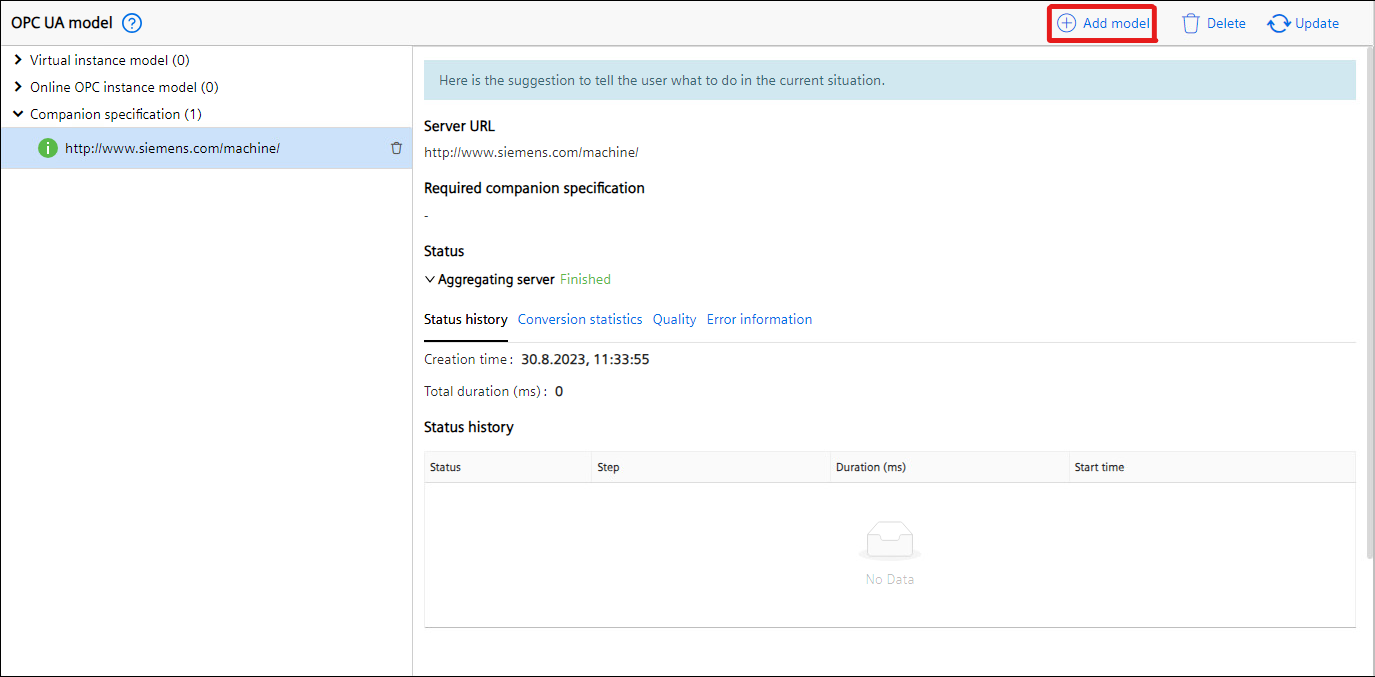 OPC UA model ?
Add model Delete Update
Virtual instance model (0)
Online OPC instance model (0)
Companion specification (1)
http://www.siemens.com/machine/
Here is the suggestion to tell the user what to do in the current situation.
Server URL
http://www.siemens.com/machine/
Required companion specification
-
Status
Aggregating server Finished
Status history Conversion statistics Quality Error information
Creation time: 30.8.2023, 11:33:55
Total duration (ms): 0
Status history
Status Step Duration (ms) Start time
No Data